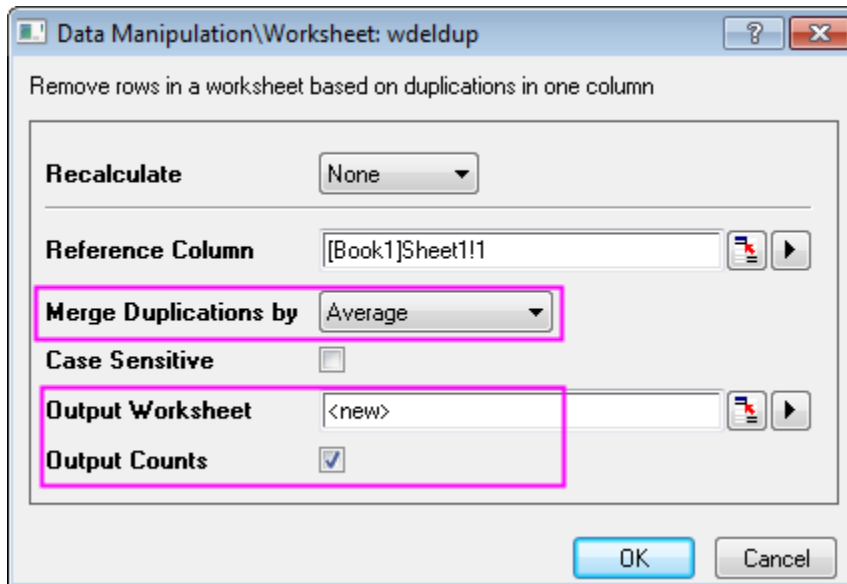 Data Manipulation\Worksheet: wdeldup
Remove rows in a worksheet based on duplications in one column
Recalculate None
Reference Column [Book1]Sheet1!1
Merge Duplications by Average
Case Sensitive
Output Worksheet <new>
Output Counts
OK Cancel